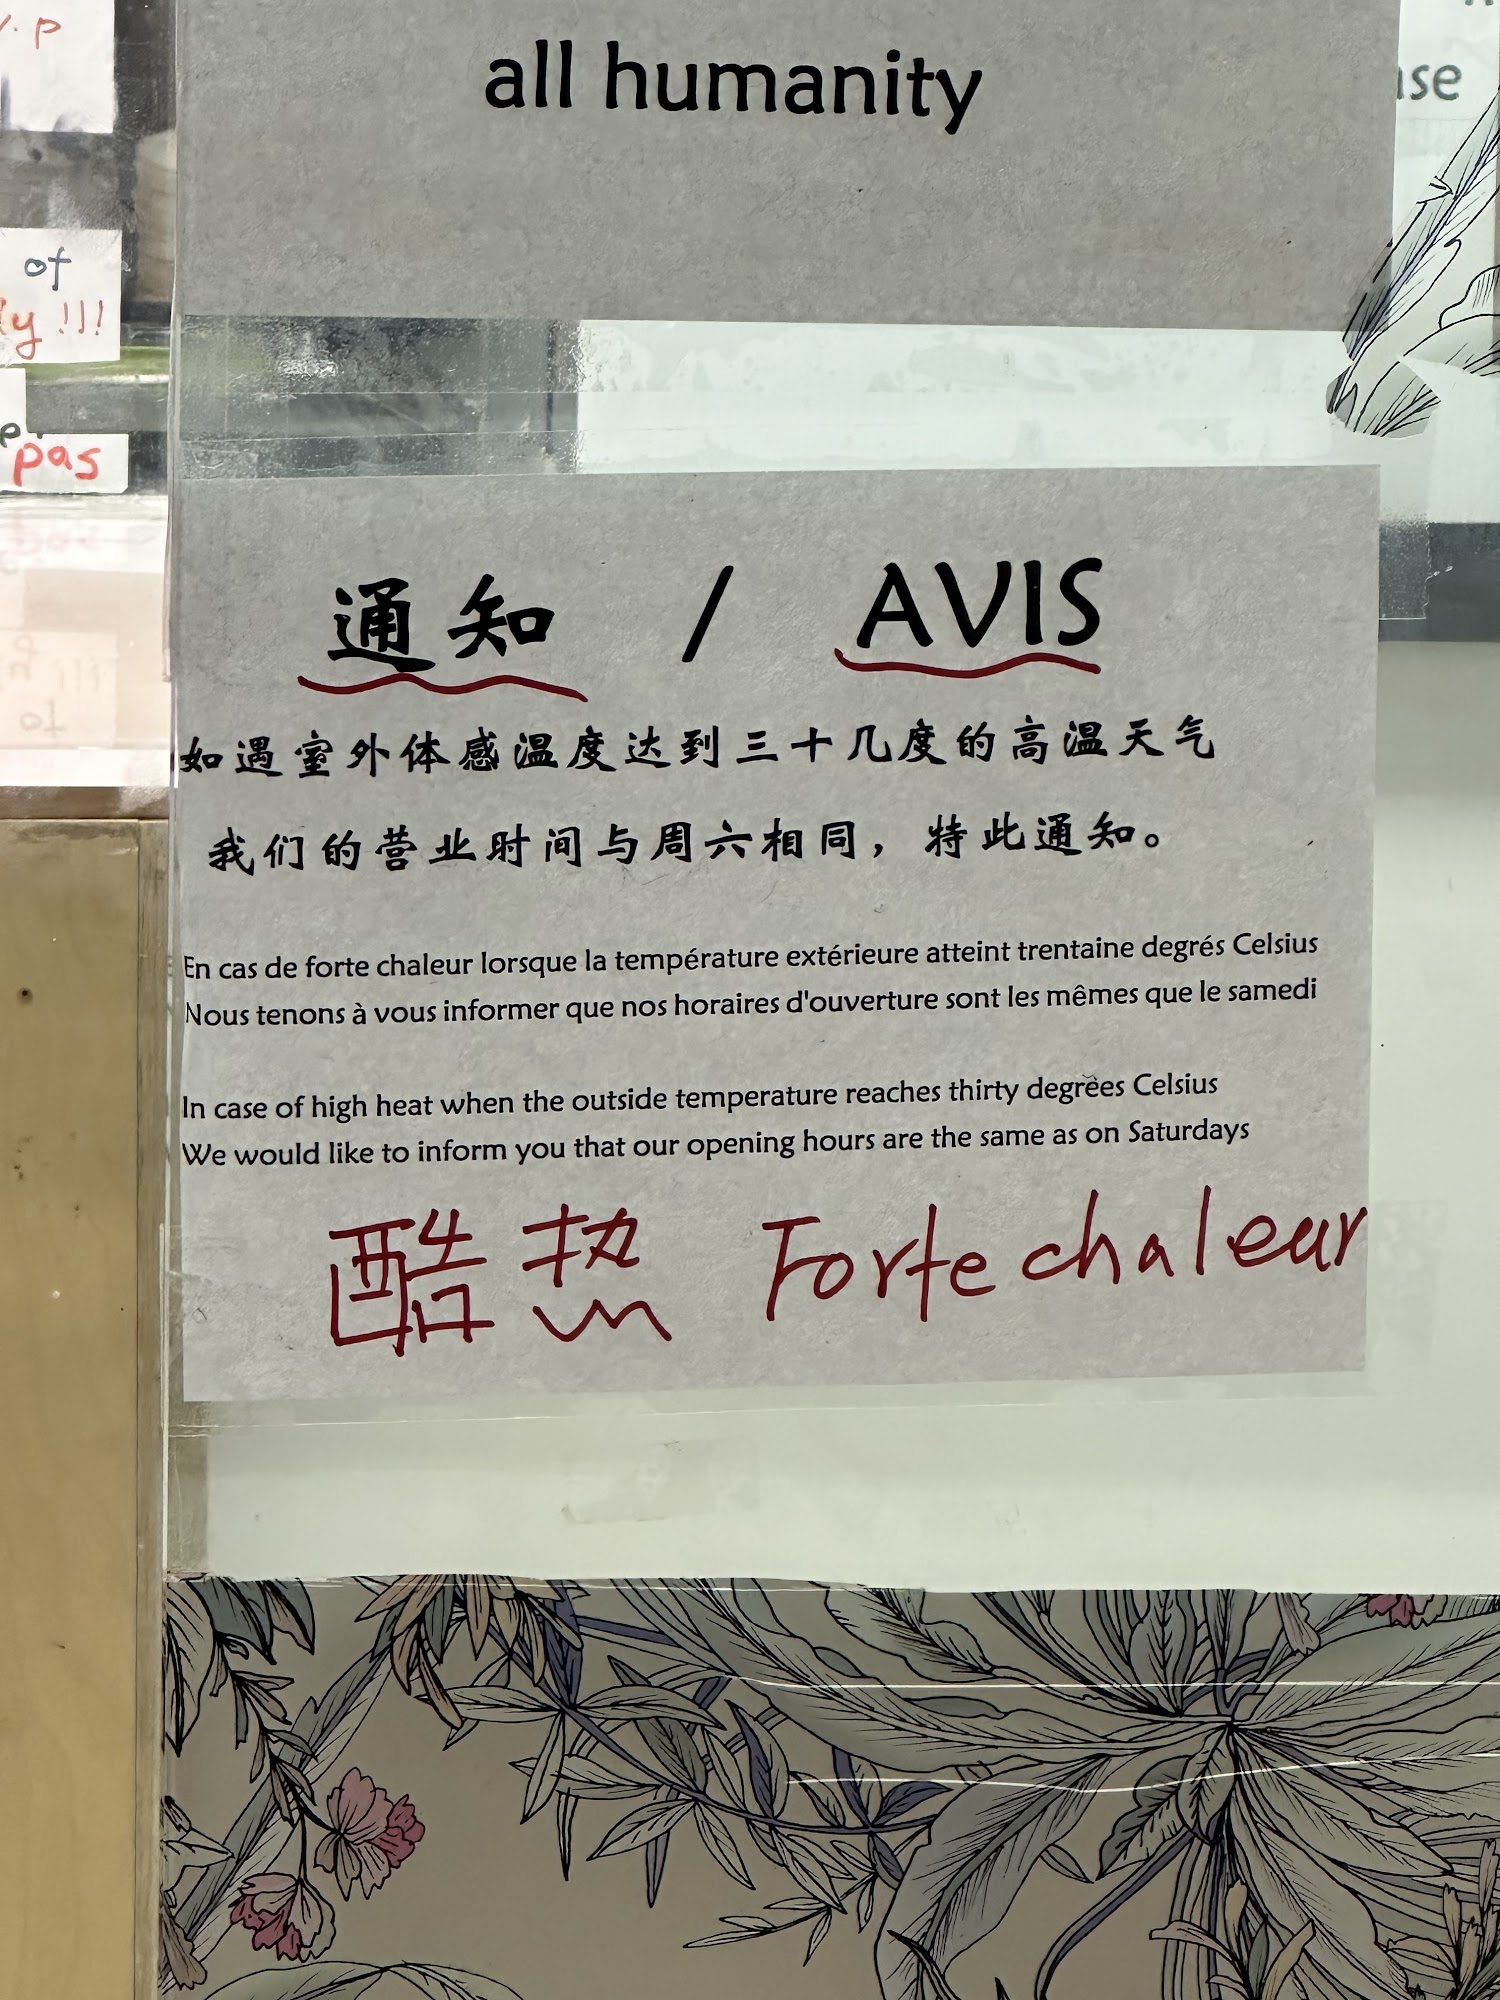 all humanity
v.p
of
y !!!
pas
通知 / AVIS
如遇室外体感温度达到三十几度的高温天气
我们的营业时间与周六相同，特此通知。
En cas de forte chaleur lorsque la température extérieure atteint trentaine degrés Celsius
Nous tenons à vous informer que nos horaires d'ouverture sont les mêmes que le samedi
In case of high heat when the outside temperature reaches thirty degrees Celsius
We would like to inform you that our opening hours are the same as on Saturdays
酷热 Forte chaleur